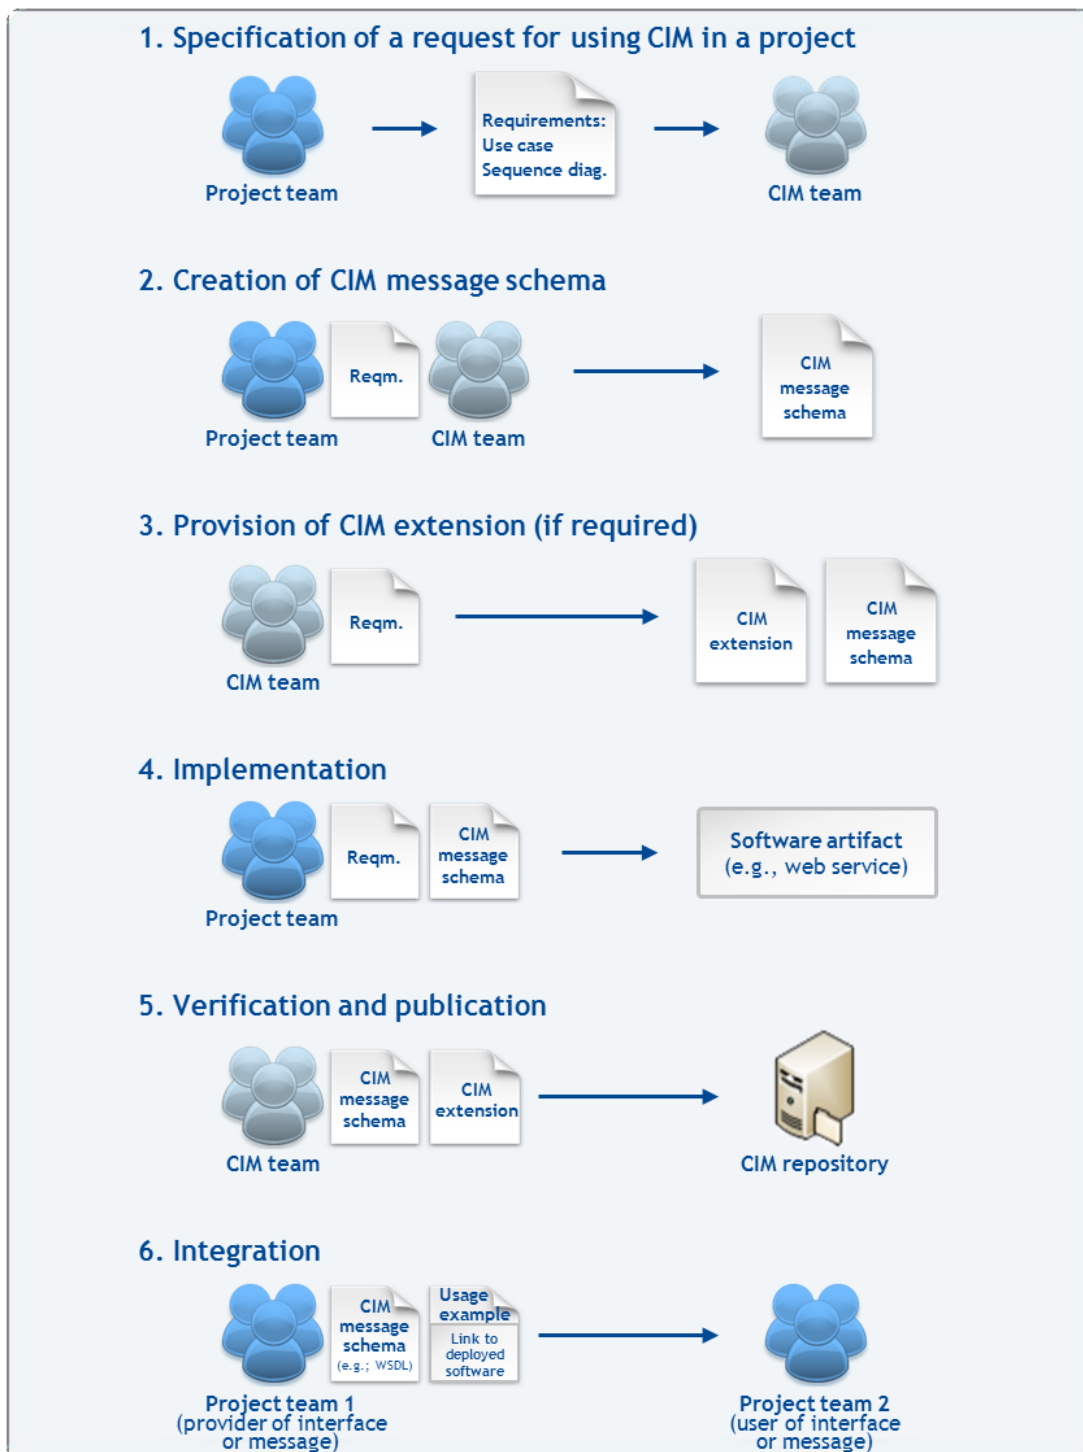 1. Specification of a request for using CIM in a project
Requirements:
Use case
Sequence diag.
Project team
CIM team
2. Creation of CIM message schema
Reqm.
CIM
message
schema
Project team
CIM team
3. Provision of CIM extension (if required)
Reqm.
CIM
extension
CIM
message
schema
CIM team
4. Implementation
Reqm.
CIM
message
schema
Software artifact
(e.g., web service)
Project team
5. Verification and publication
CIM
message
schema
CIM
extension
CIM team
CIM repository
6. Integration
CIM
message
schema
(e.g.; WSDL)
Usage
example
Link to
deployed
software
Project team 1
(provider of interface
or message)
Project team 2
(user of interface
or message)